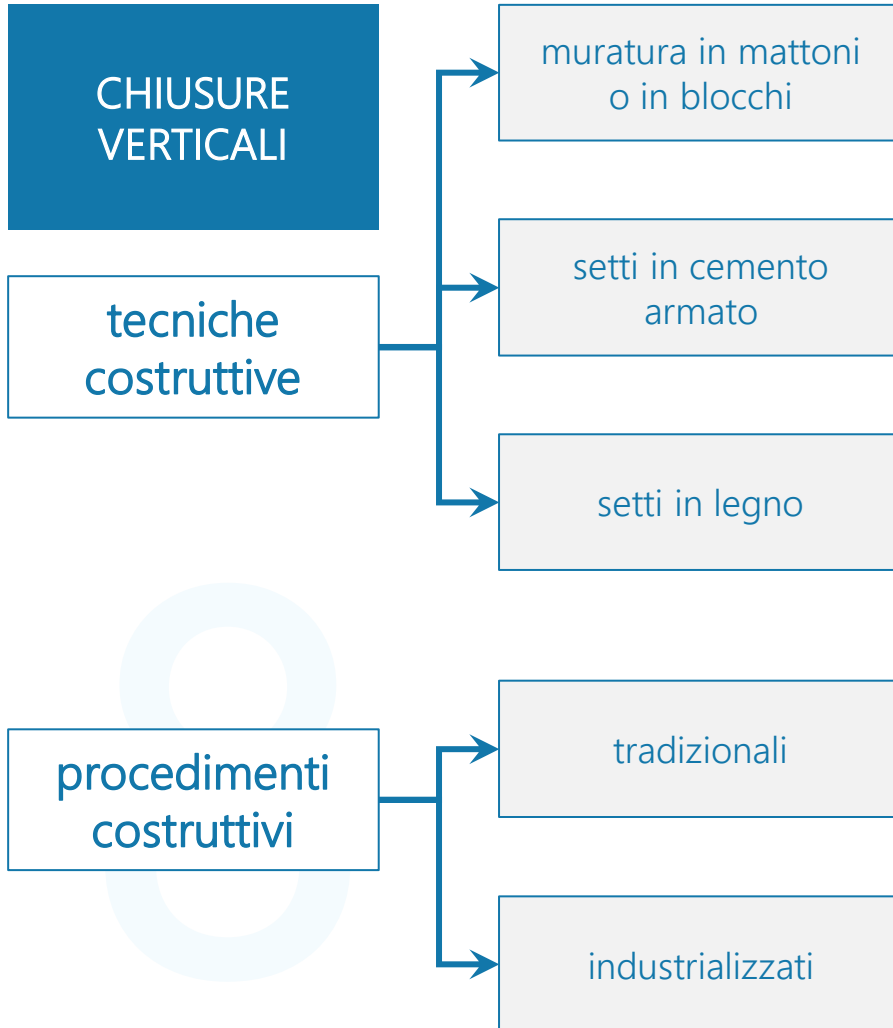 CHIUSURE
VERTICALI
tecniche
costruttive
muratura in mattoni
o in blocchi
setti in cemento
armato
setti in legno
8
procedimenti
costruttivi
tradizionali
industrializzati